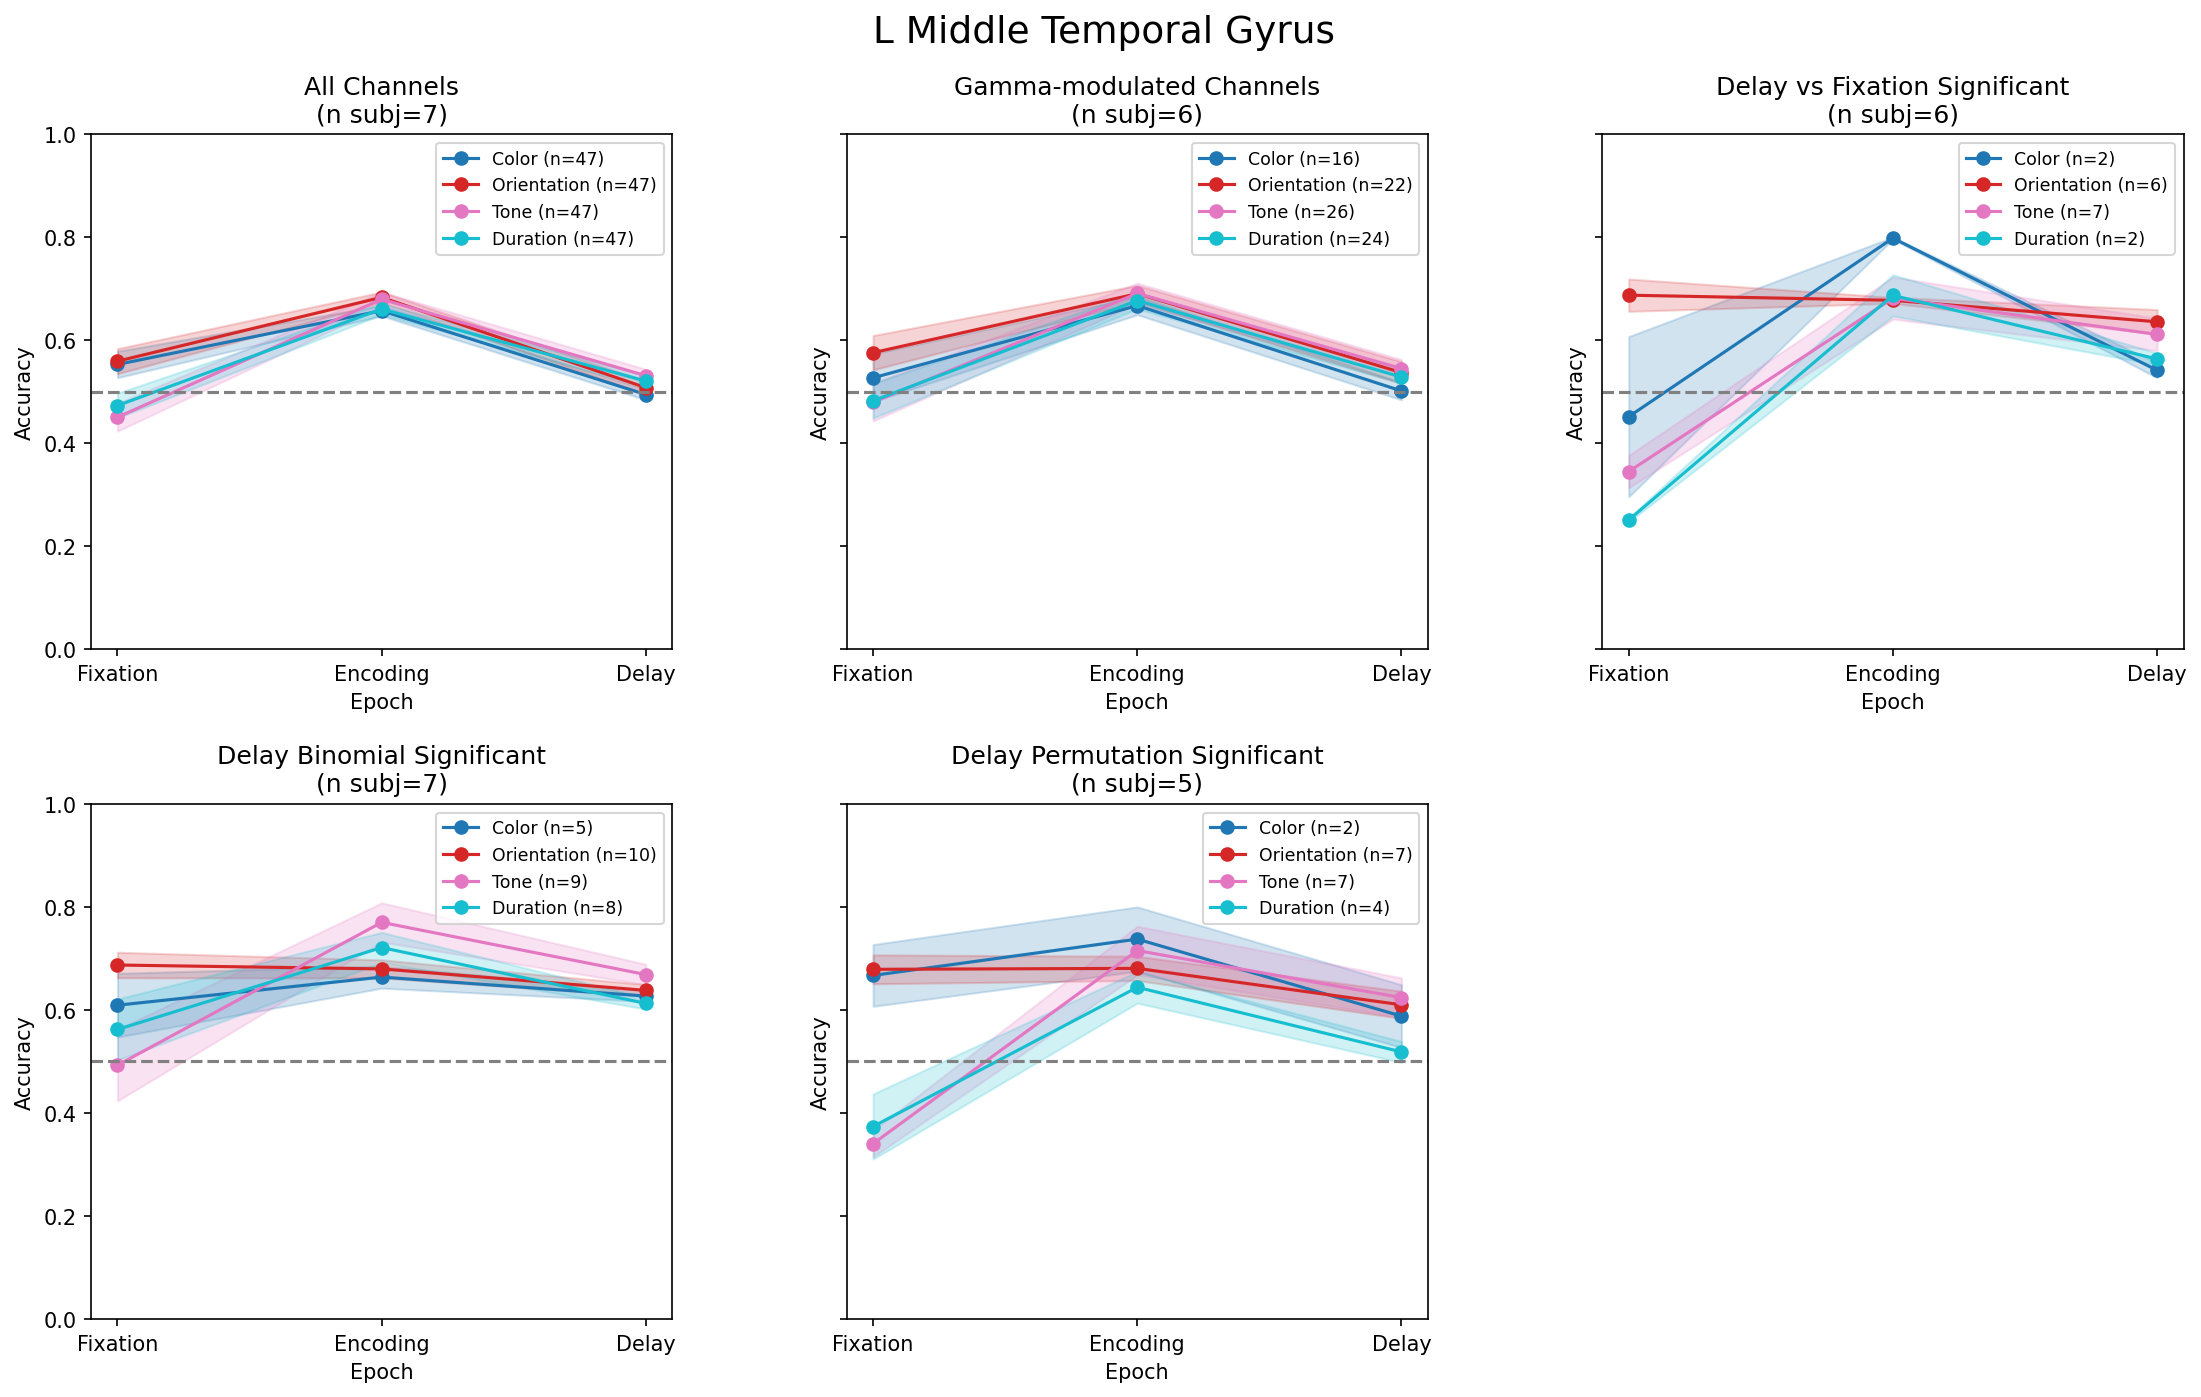 L Middle Temporal Gyrus
All Channels
(n subj=7)
Color (n=47)
Orientation (n=47)
Tone (n=47)
Duration (n=47)
1.0
0.8
0.6
0.4
0.2
0.0
Accuracy
Fixation
Encoding
Delay
Epoch
Gamma-modulated Channels
(n subj=6)
Color (n=16)
Orientation (n=22)
Tone (n=26)
Duration (n=24)
Accuracy
Fixation
Encoding
Delay
Epoch
Delay vs Fixation Significant
(n subj=6)
Color (n=2)
Orientation (n=6)
Tone (n=7)
Duration (n=2)
Accuracy
Fixation
Encoding
Delay
Epoch
Delay Binomial Significant
(n subj=7)
Color (n=5)
Orientation (n=10)
Tone (n=9)
Duration (n=8)
1.0
0.8
0.6
0.4
0.2
0.0
Accuracy
Fixation
Encoding
Delay
Epoch
Delay Permutation Significant
(n subj=5)
Color (n=2)
Orientation (n=7)
Tone (n=7)
Duration (n=4)
Accuracy
Fixation
Encoding
Delay
Epoch